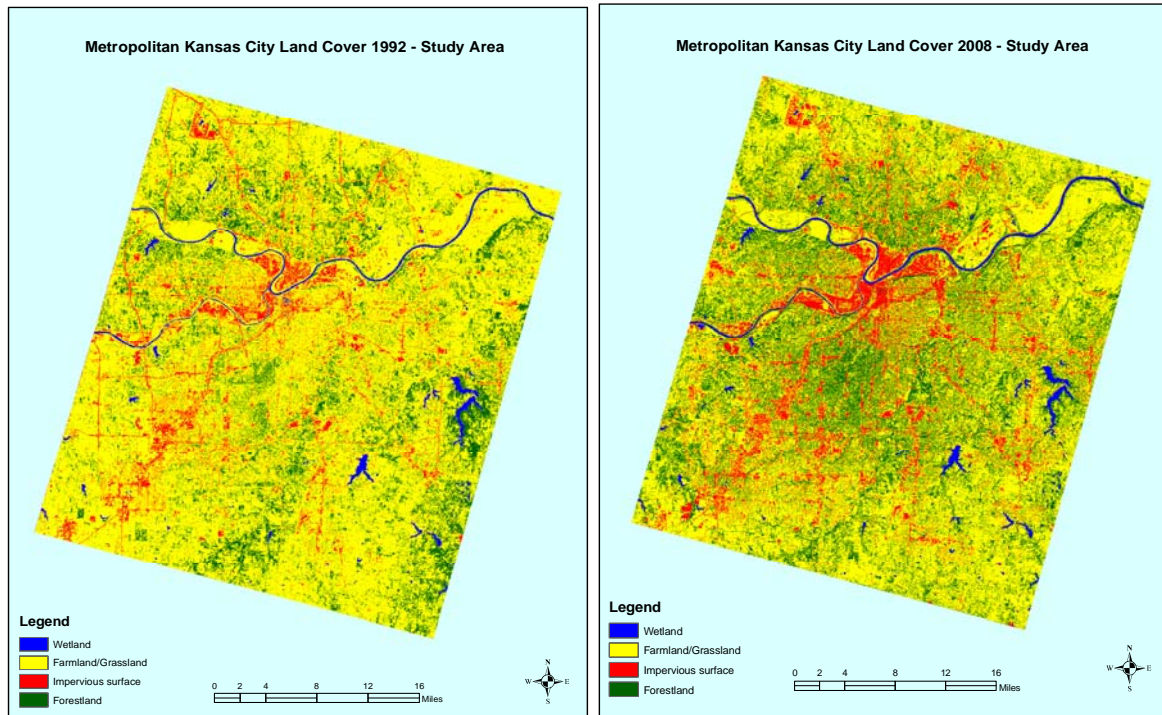 Metropolitan Kansas City Land Cover 1992 - Study Area
Legend
Wetland
Farmland/Grassland
Impervious surface
Forestland
0 2 4 8 12 16
Miles
N
W E
S
Metropolitan Kansas City Land Cover 2008 - Study Area
Legend
Wetland
Farmland/Grassland
Impervious surface
Forestland
0 2 4 8 12 16
Miles
N
W E
S